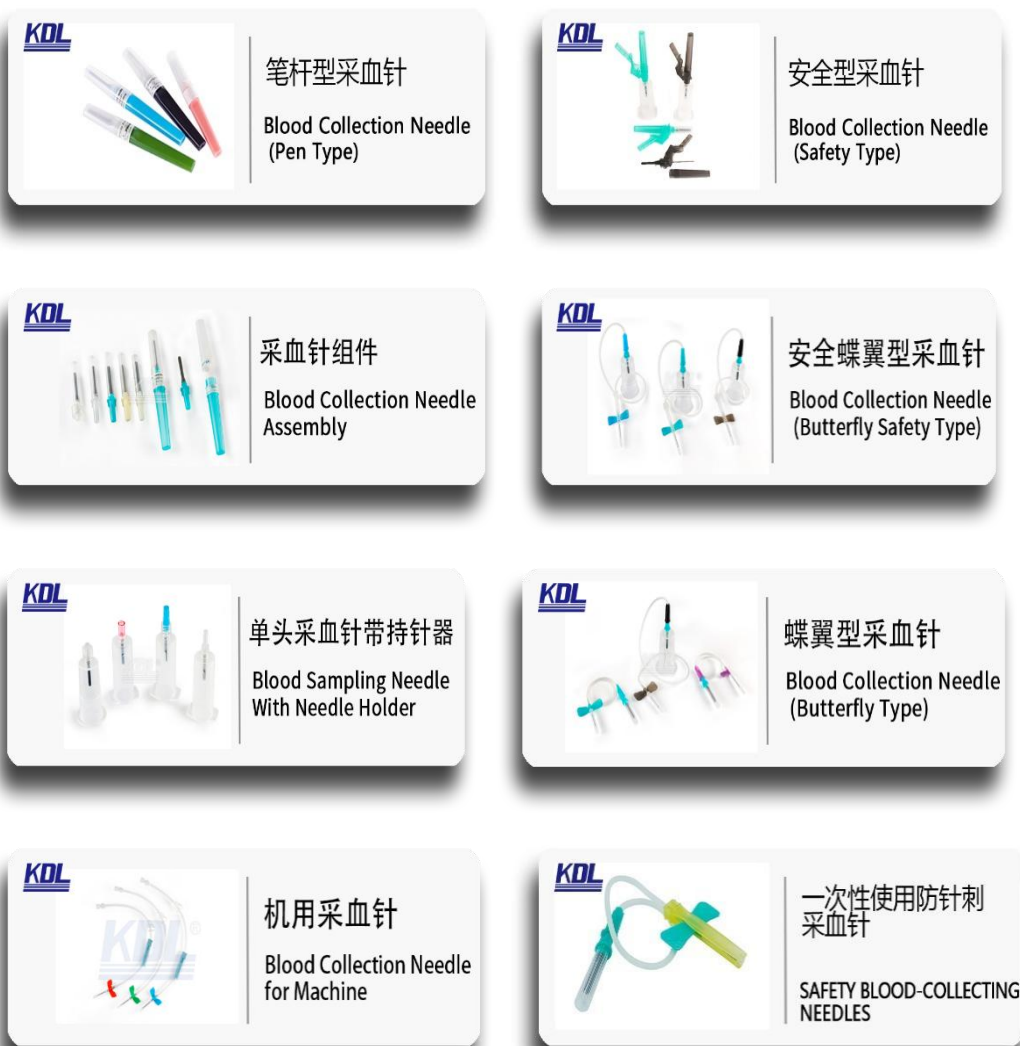 KDL
笔杆型采血针
Blood Collection Needle
(Pen Type)
KDL
安全型采血针
Blood Collection Needle
(Safety Type)
KDL
采血针组件
Blood Collection Needle
Assembly
KDL
安全蝶翼型采血针
Blood Collection Needle
(Butterfly Safety Type)
KDL
单头采血针带持针器
Blood Sampling Needle
With Needle Holder
KDL
蝶翼型采血针
Blood Collection Needle
(Butterfly Type)
KDL
KDL®
机用采血针
Blood Collection Needle
for Machine
KDL
一次性使用防针刺
采血针
SAFETY BLOOD-COLLECTING
NEEDLES